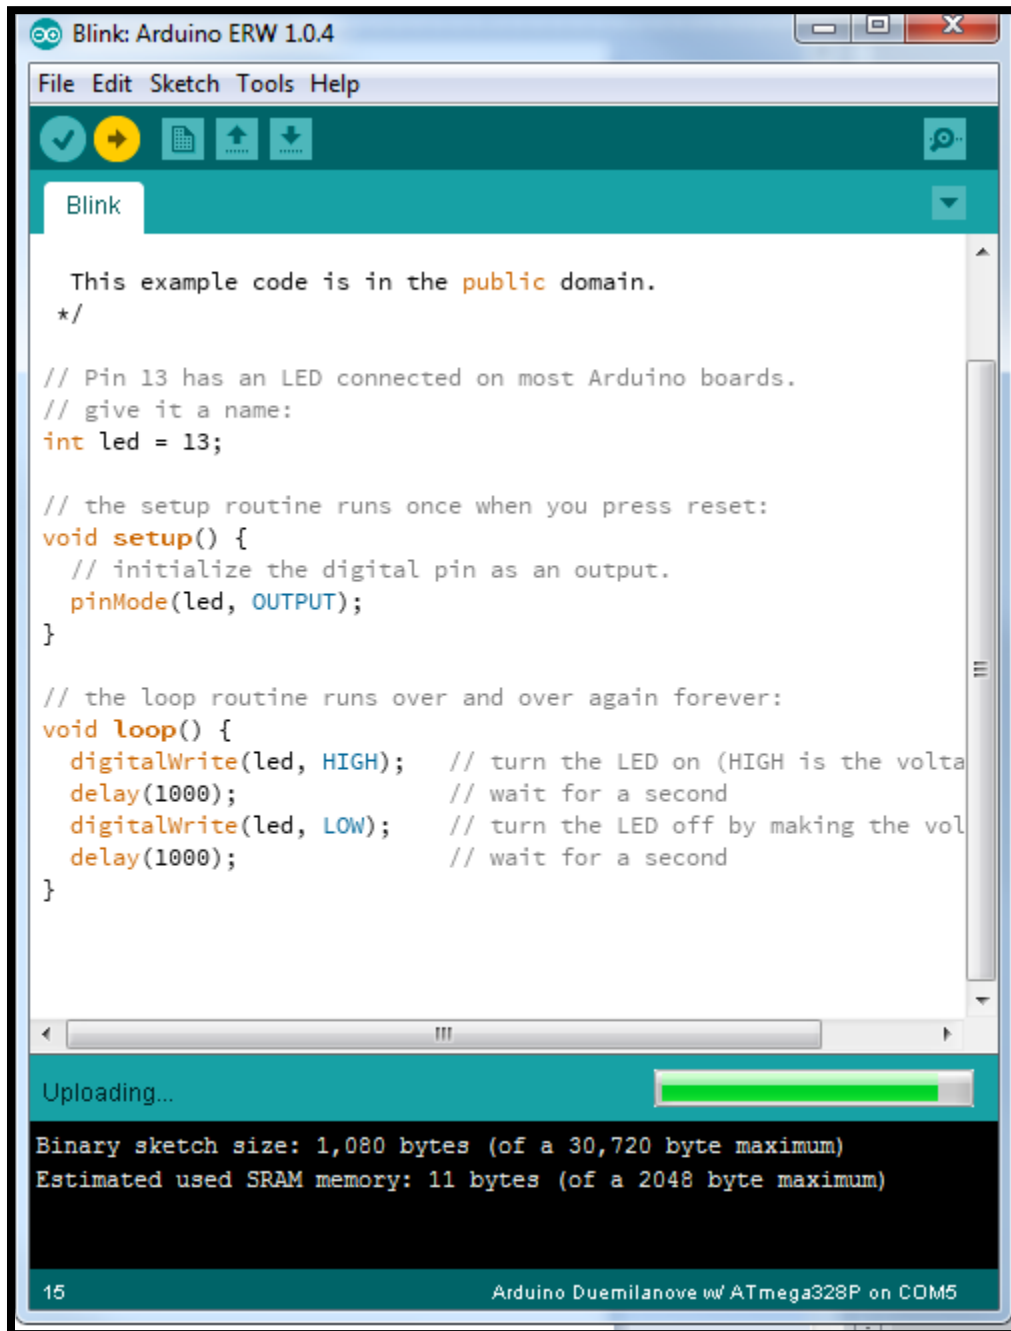 Blink: Arduino ERW 1.0.4
File Edit Sketch Tools Help
Blink
This example code is in the public domain.
*/
// Pin 13 has an LED connected on most Arduino boards.
// give it a name:
int led = 13;
// the setup routine runs once when you press reset:
void setup() {
// initialize the digital pin as an output.
pinMode(led, OUTPUT);
}
// the loop routine runs over and over again forever:
void loop() {
digitalWrite(led, HIGH);   // turn the LED on (HIGH is the volta
delay(1000);               // wait for a second
digitalWrite(led, LOW);    // turn the LED off by making the vol
delay(1000);               // wait for a second
}
Uploading...
Binary sketch size: 1,080 bytes (of a 30,720 byte maximum)
Estimated used SRAM memory: 11 bytes (of a 2048 byte maximum)
15 Arduino Duemilanove w/ ATmega328P on COM5